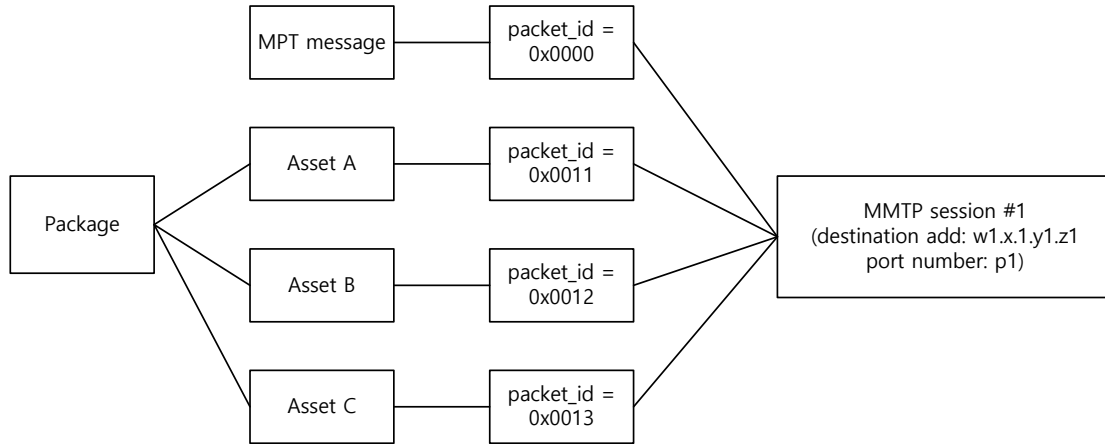 MPT message
packet_id =
0x0000
Asset A
packet_id =
0x0011
Package
MMTP session #1
(destination add: w1.x.1.y1.z1
port number: p1)
Asset B
packet_id =
0x0012
Asset C
packet_id =
0x0013